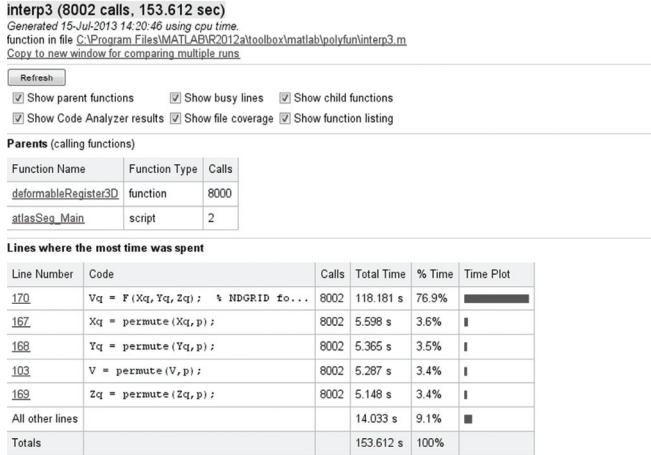 interp3 (8002 calls, 153.612 sec)
Generated 15-Jul-2013 14:20:46 using cpu time.
function in file C:\Program Files\MATLAB\R2012a\toolbox\matlab\polyfun\interp3.m
Copy to new window for comparing multiple runs
Refresh
Show parent functions Show busy lines Show child functions
Show Code Analyzer results Show file coverage Show function listing
Parents (calling functions)
Function Name Function Type Calls
deformableRegister3D function 8000
atlasSeg_Main script 2
Lines where the most time was spent
Line Number Code Calls Total Time % Time Time Plot
170 Vq = F(Xq,Yq,Zq); % NDGRID fo... 8002 118.181 s 76.9%
167 Xq = permute(Xq,p); 8002 5.598 s 3.6%
168 Yq = permute(Yq,p); 8002 5.365 s 3.5%
103 V = permute(V,p); 8002 5.287 s 3.4%
169 Zq = permute(Zq,p); 8002 5.148 s 3.4%
All other lines 14.033 s 9.1%
Totals 153.612 s 100%